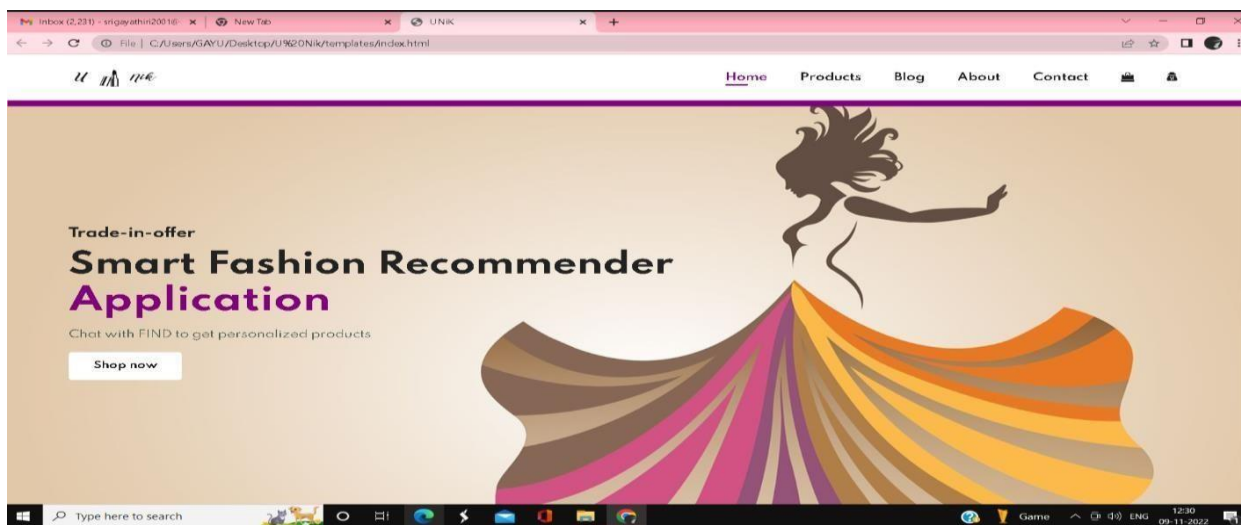 Inbox (2,231) - srigayathiri20016
New Tab
UNiK
File | C:/Users/GAYU/Desktop/U%20Nik/templates/index.html
U nik
Home Products Blog About Contact
Trade-in-offer
Smart Fashion Recommender
Application
Chat with FIND to get personalized products
Shop now
Type here to search
Game
ENG
12:30
09-11-2022